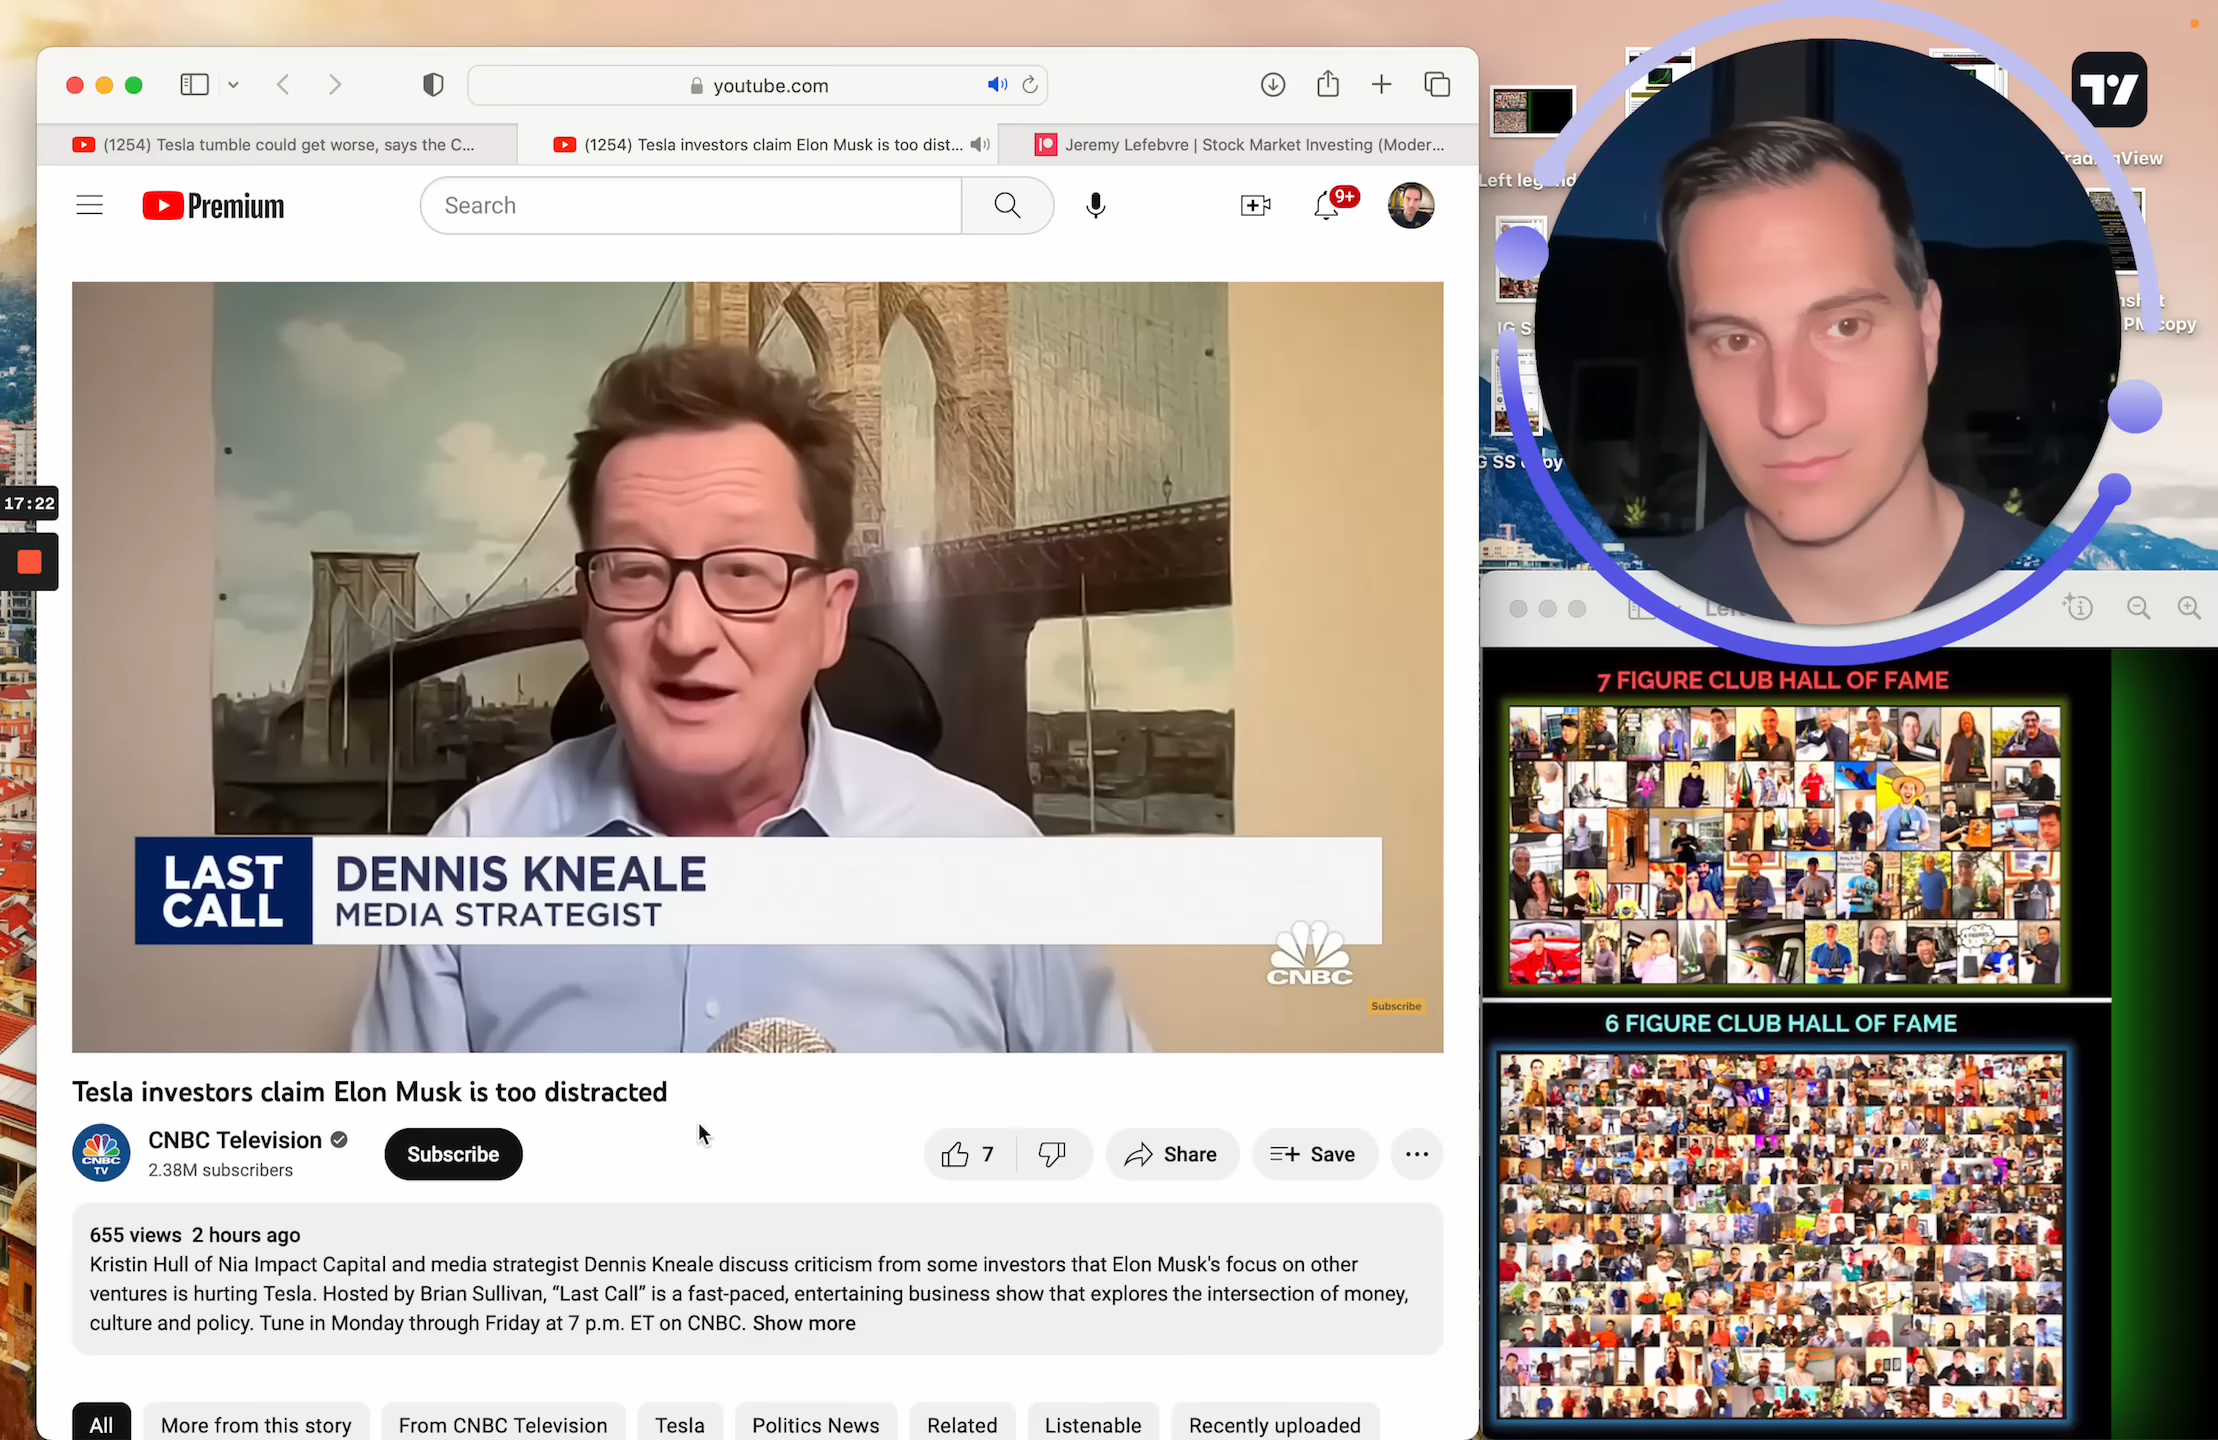 youtube.com
(1254) Tesla tumble could get worse, says the C...
(1254) Tesla investors claim Elon Musk is too dist...
Jeremy Lefebvre | Stock Market Investing (Moder...
Premium
Search
9+
17:22
LAST CALL
DENNIS KNEALE
MEDIA STRATEGIST
CNBC
Subscribe
Tesla investors claim Elon Musk is too distracted
CNBC TV
CNBC Television
2.38M subscribers
Subscribe
7
Share
Save
655 views 2 hours ago
Kristin Hull of Nia Impact Capital and media strategist Dennis Kneale discuss criticism from some investors that Elon Musk's focus on other
ventures is hurting Tesla. Hosted by Brian Sullivan, “Last Call” is a fast-paced, entertaining business show that explores the intersection of money,
culture and policy. Tune in Monday through Friday at 7 p.m. ET on CNBC. Show more
All
More from this story
From CNBC Television
Tesla
Politics News
Related
Listenable
Recently uploaded
Left
PM copy
7 FIGURE CLUB HALL OF FAME
6 FIGURE CLUB HALL OF FAME